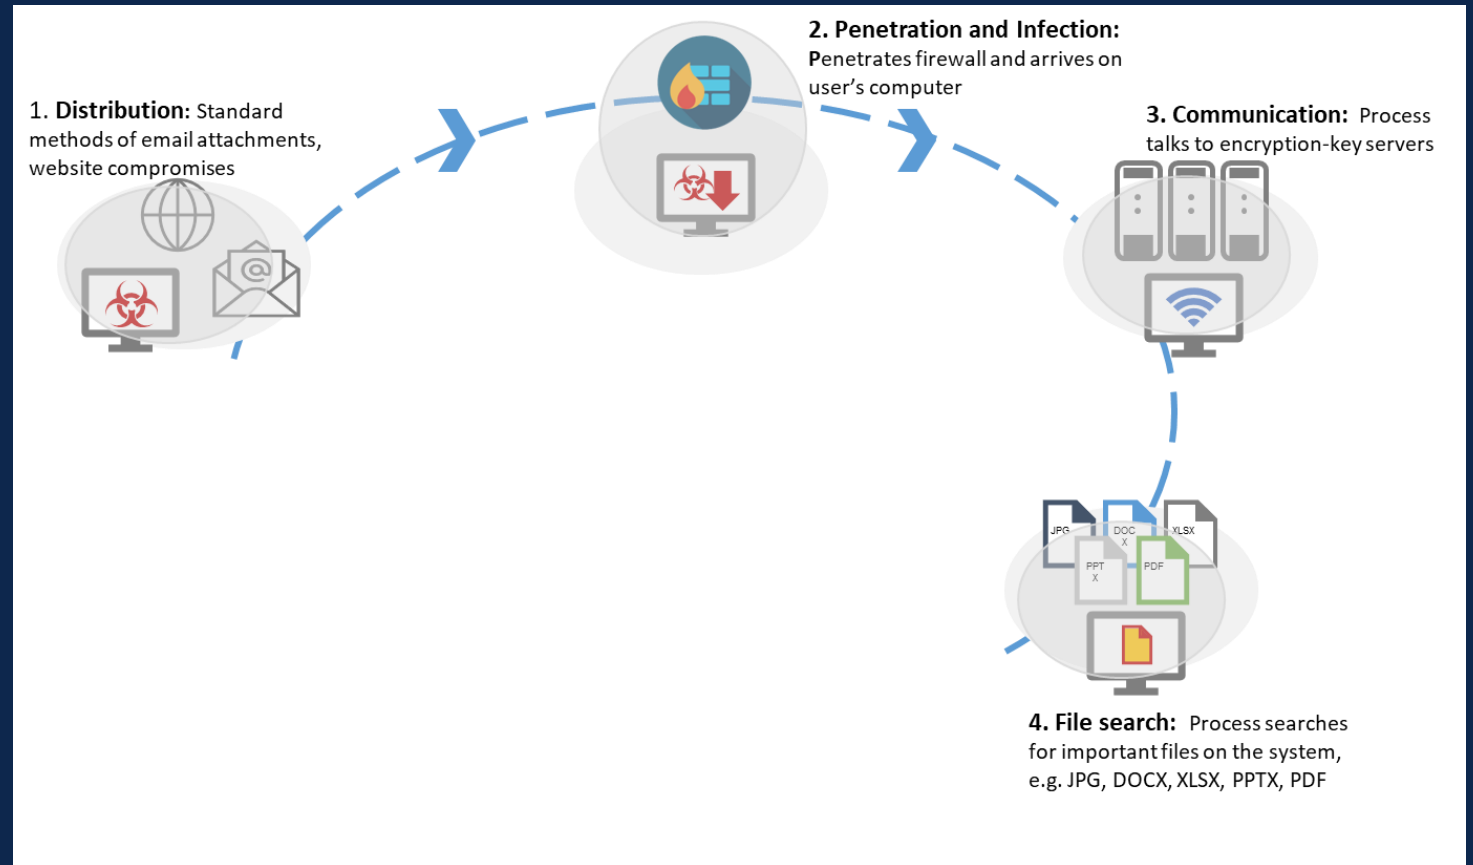 1. Distribution: Standard
methods of email attachments,
website compromises
2. Penetration and Infection:
Penetrates firewall and arrives on
user's computer
3. Communication: Process
talks to encryption-key servers
@
JPG
DOC
X
XLSX
PPT
X
PDF
4. File search: Process searches
for important files on the system,
e.g. JPG, DOCX, XLSX, PPTX, PDF